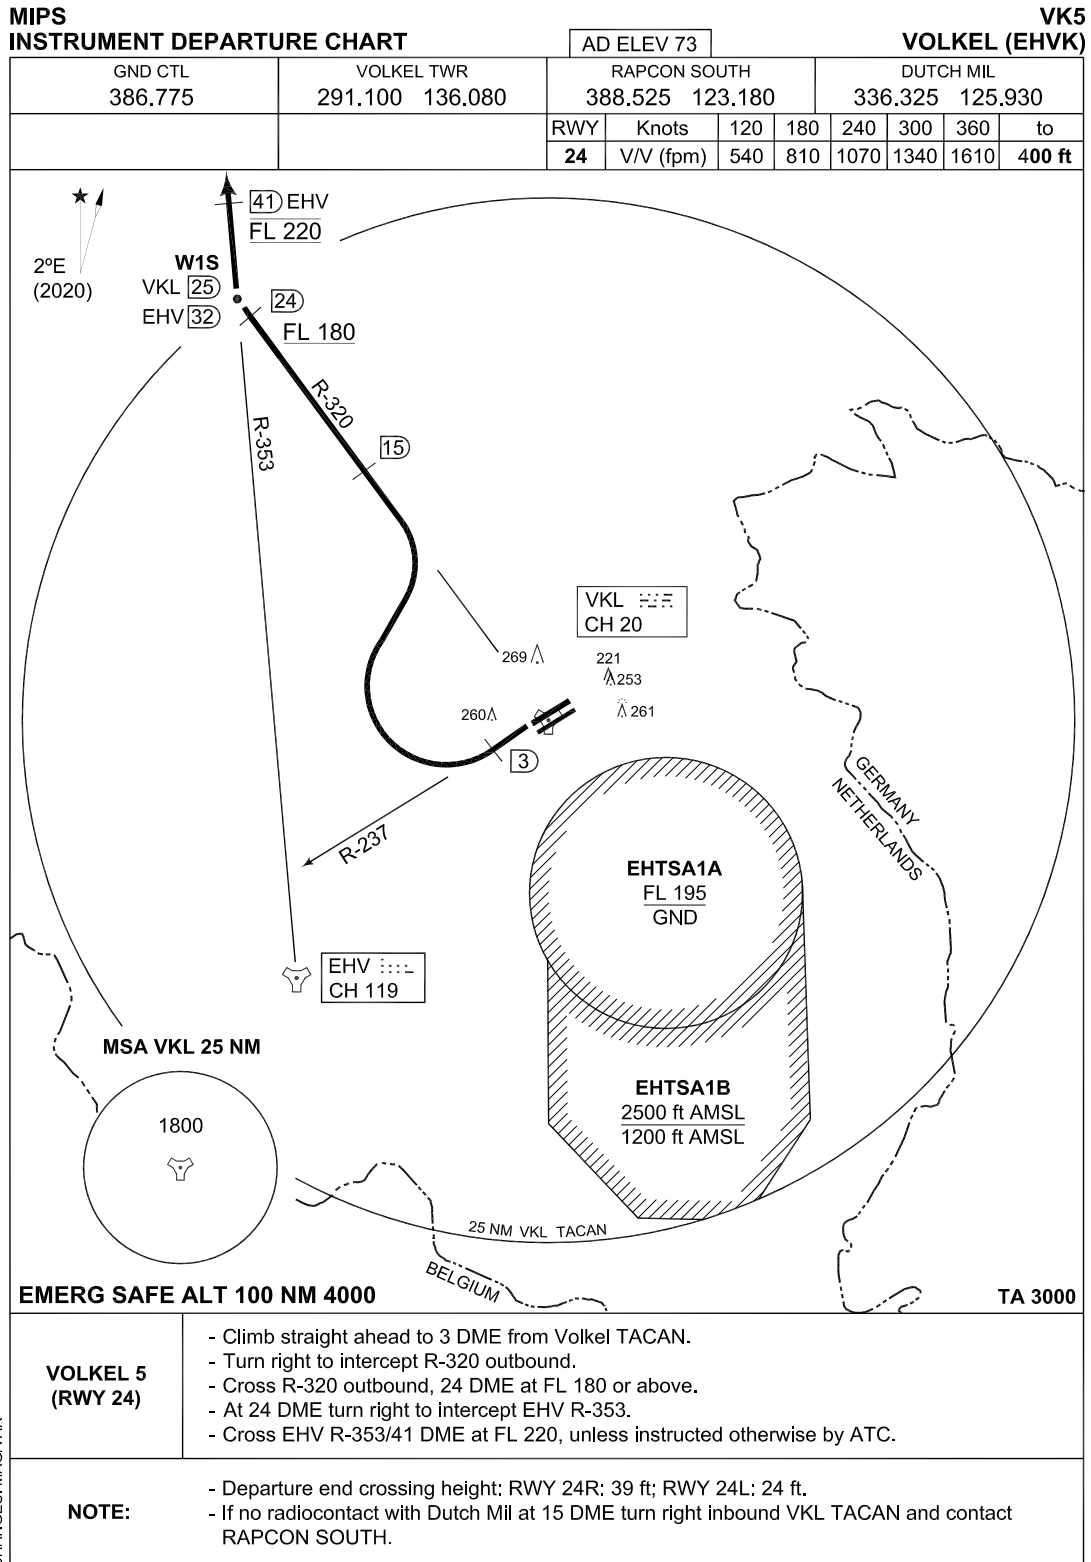 MIPS
VK5
INSTRUMENT DEPARTURE CHART
AD ELEV 73
VOLKEL (EHVK)
GND CTL
386.775
VOLKEL TWR
291.100 136.080
RAPCON SOUTH
388.525 123.180
DUTCH MIL
336.325 125.930
RWY Knots 120 180 240 300 360 to
24 V/V (fpm) 540 810 1070 1340 1610 400 ft
2ºE
(2020)
41 EHV
FL 220
W1S
VKL 25
EHV 32
24
FL 180
R-320
R-353
15
VKL
CH 20
269
221
253
260
261
3
R-237
GERMANY
NETHERLANDS
EHTSA1A
FL 195
GND
EHV
CH 119
MSA VKL 25 NM
1800
EHTSA1B
2500 ft AMSL
1200 ft AMSL
25 NM VKL TACAN
BELGIUM
EMERG SAFE ALT 100 NM 4000
TA 3000
VOLKEL 5
(RWY 24)
- Climb straight ahead to 3 DME from Volkel TACAN.
- Turn right to intercept R-320 outbound.
- Cross R-320 outbound, 24 DME at FL 180 or above.
- At 24 DME turn right to intercept EHV R-353.
- Cross EHV R-353/41 DME at FL 220, unless instructed otherwise by ATC.
NOTE:
- Departure end crossing height: RWY 24R: 39 ft; RWY 24L: 24 ft.
- If no radiocontact with Dutch Mil at 15 DME turn right inbound VKL TACAN and contact
RAPCON SOUTH.